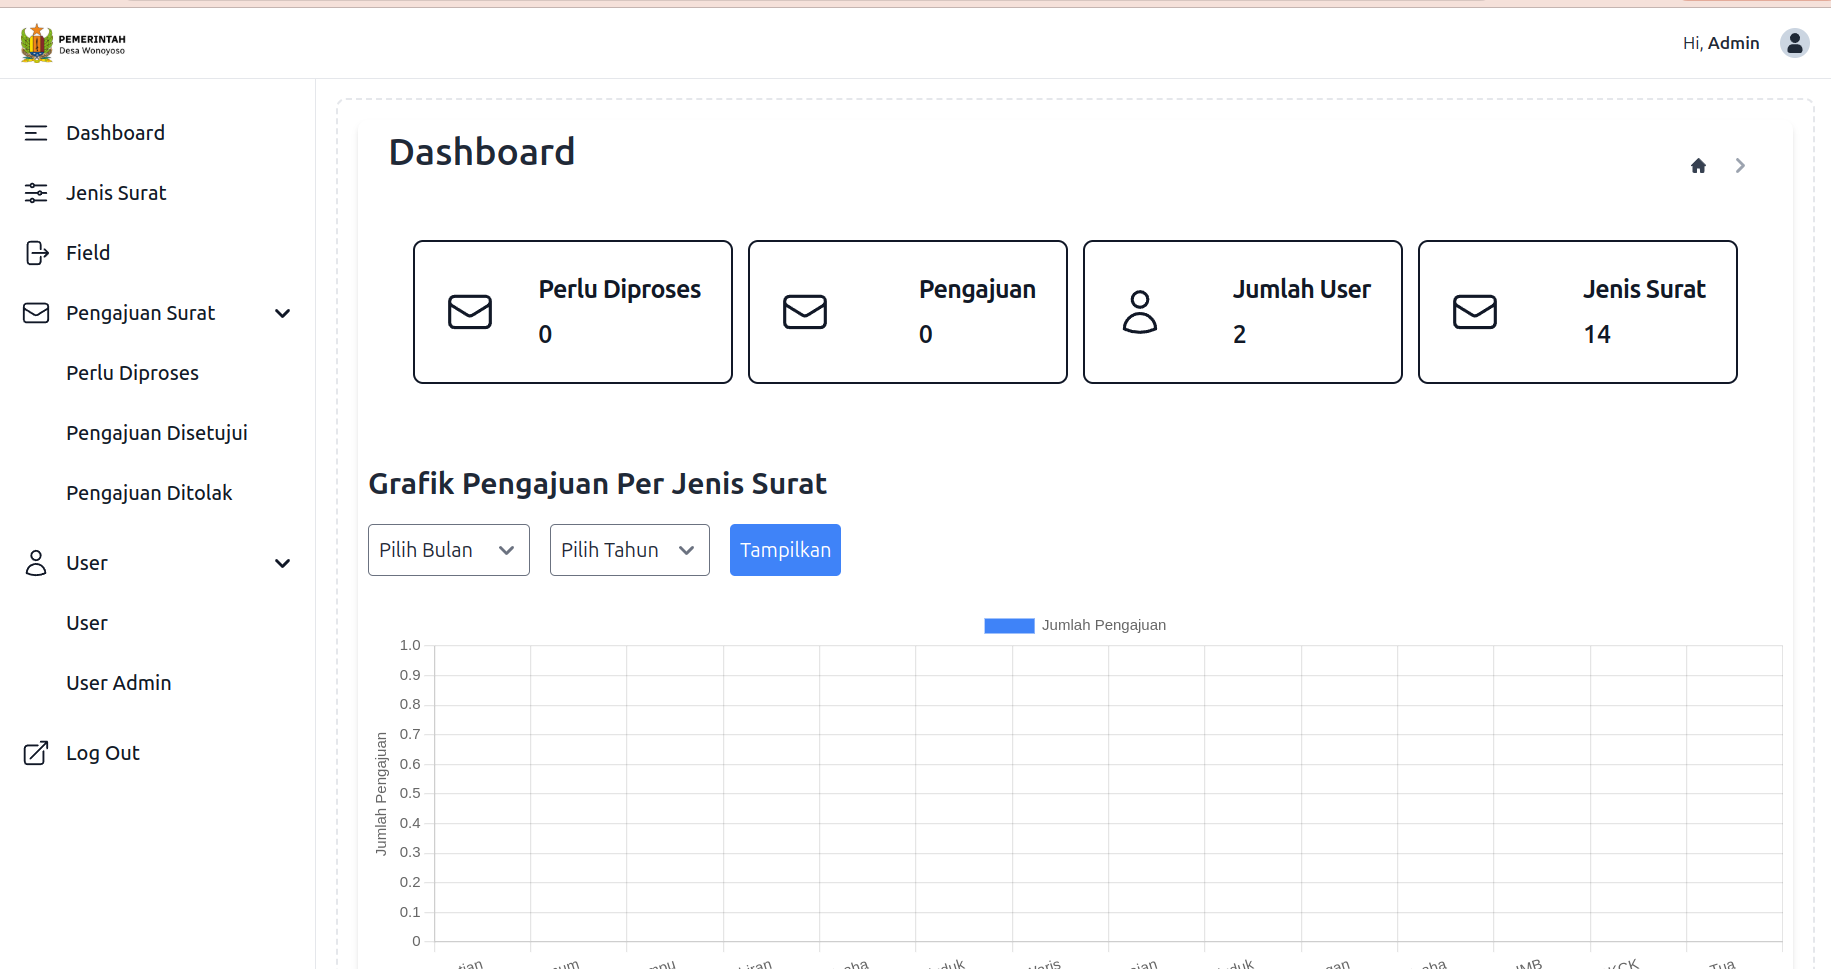 PEMERINTAH
Desa Wonoyoso
Hi, Admin
Dashboard
Jenis Surat
Field
Pengajuan Surat
Perlu Diproses
Pengajuan Disetujui
Pengajuan Ditolak
User
User
User Admin
Log Out
Dashboard
Perlu Diproses
0
Pengajuan
0
Jumlah User
2
Jenis Surat
14
Grafik Pengajuan Per Jenis Surat
Pilih Bulan
Pilih Tahun
Tampilkan
Jumlah Pengajuan
Jumlah Pengajuan
1.0
0.9
0.8
0.7
0.6
0.5
0.4
0.3
0.2
0.1
0
Tua